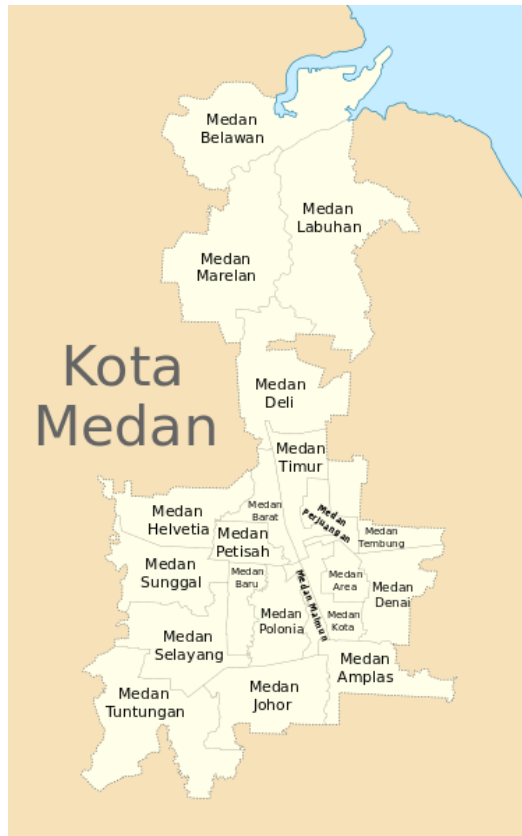 Medan
Belawan
Medan
Labuhan
Medan
Marelan
Kota
Medan
Medan
Deli
Medan
Timur
Medan
Barat
Medan
Perjuangan
Medan
Helvetia
Medan
Petisah
Medan
Tembung
Medan
Sunggal
Medan
Baru
Medan
Area
Medan
Denai
Medan Maimun
Medan
Polonia
Medan
Kota
Medan
Selayang
Medan
Amplas
Medan
Tuntungan
Medan
Johor